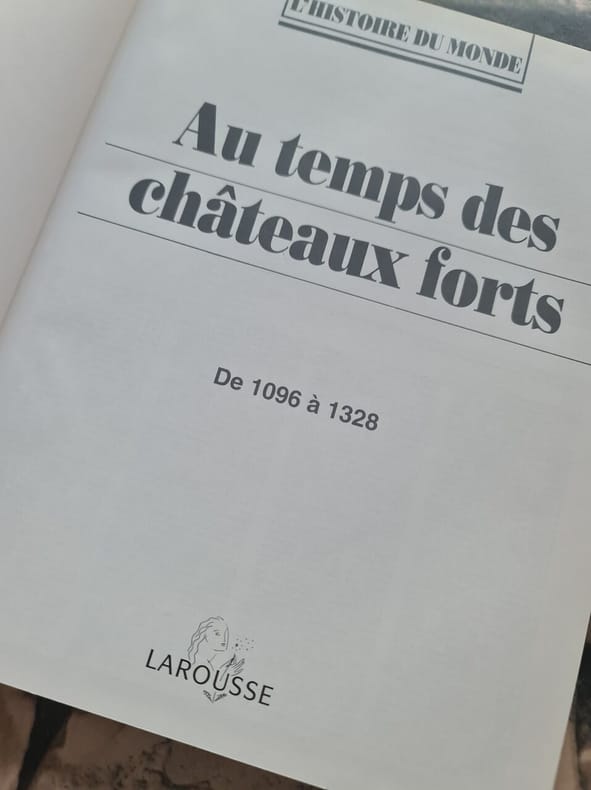 L'HISTOIRE DU MONDE
Au temps des
châteaux forts
De 1096 à 1328
LAROUSSE